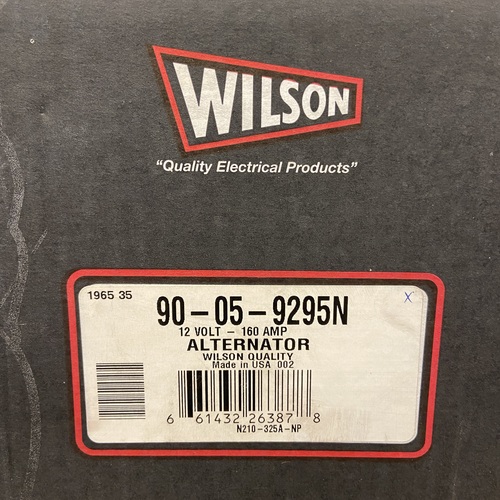 WILSON
“Quality Electrical Products”
1965 35
X
90-05-9295N
12 VOLT - 160 AMP
ALTERNATOR
WILSON QUALITY
Made in USA 002
6 61432 26387 8
N210-325A-NP